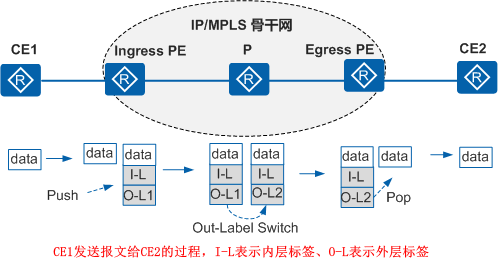 IP/MPLS 骨干网
CE1
Ingress PE
P
Egress PE
CE2
R
R
R
R
R
data
data
data
data
data
data
data
data
I-L
I-L
I-L
I-L
Push
O-L1
O-L1
O-L2
O-L2
Pop
Out-Label Switch
CE1发送报文给CE2的过程，I-L表示内层标签、O-L表示外层标签